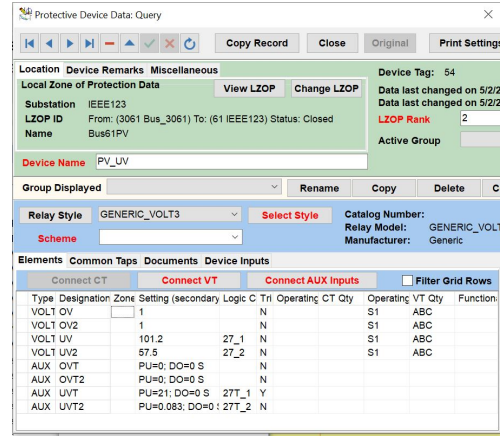 Protective Device Data: Query
Copy Record Close Original Print Settings
Location Device Remarks Miscellaneous
Local Zone of Protection Data View LZOP Change LZOP
Substation IEEE123
LZOP ID From: (3061 Bus_3061) To: (61 IEEE123) Status: Closed
Name Bus61PV
Device Name PV_UV
Device Tag: 54
Data last changed on 5/2/2
Data last changed on 5/2/2
LZOP Rank 2
Active Group
Group Displayed Rename Copy Delete C
Relay Style GENERIC_VOLT3 Select Style
Scheme
Catalog Number:
Relay Model: GENERIC_VOLT
Manufacturer: Generic
Elements Common Taps Documents Device Inputs
Connect CT Connect VT Connect AUX Inputs Filter Grid Rows
Type Designation Zone Setting (secondary Logic C Tri Operating CT Qty Operating VT Qty Function
VOLT OV 1 N S1 ABC
VOLT OV2 1 N S1 ABC
VOLT UV 101.2 27_1 N S1 ABC
VOLT UV2 57.5 27_2 N S1 ABC
AUX OVT PU=0; DO=0 S N
AUX OVT2 PU=0; DO=0 S N
AUX UVT PU=21; DO=0 S 27T_1 Y
AUX UVT2 PU=0.083; DO=0 27T_2 N